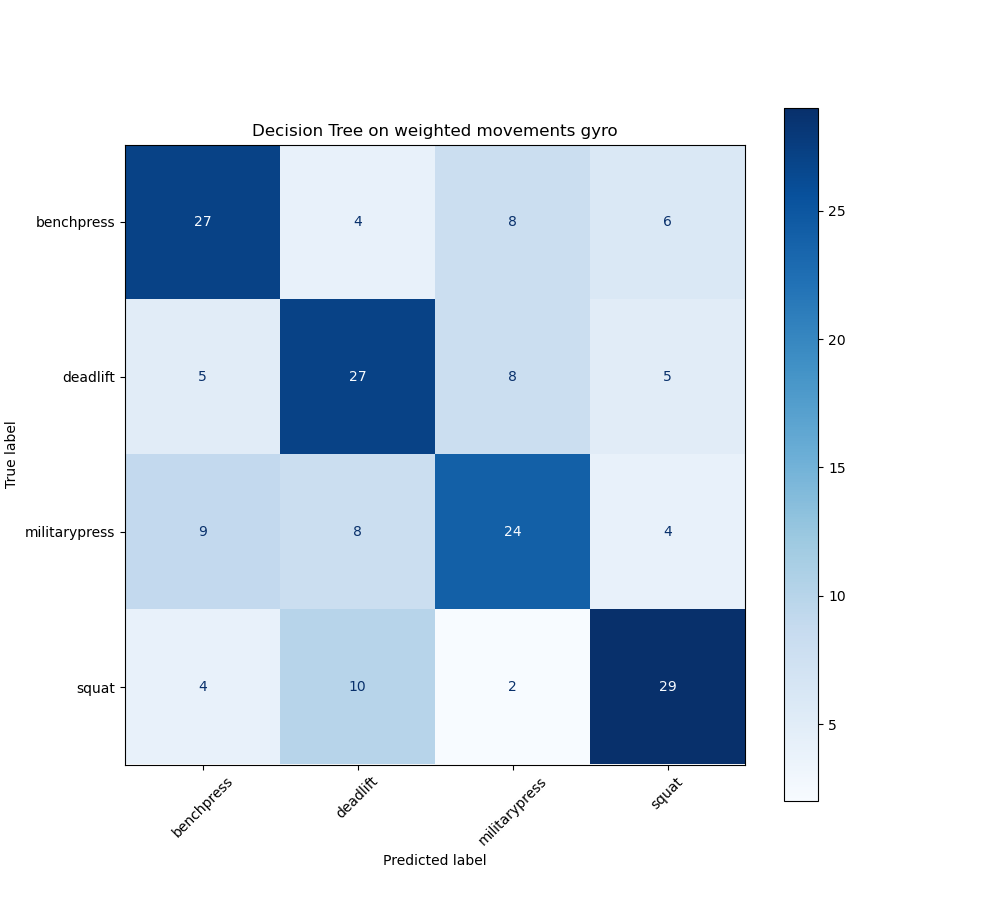 Decision Tree on weighted movements gyro
True label
benchpress 27 4 8 6
deadlift 5 27 8 5
militarypress 9 8 24 4
squat 4 10 2 29
benchpress deadlift militarypress squat
Predicted label
25
20
15
10
5